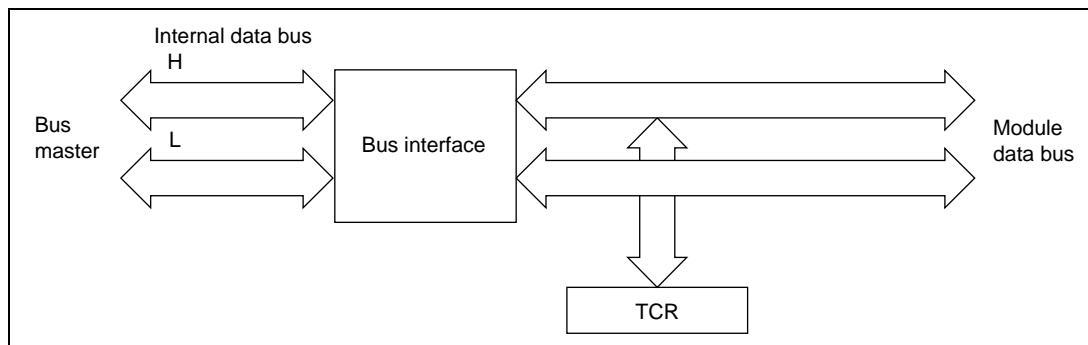 Internal data bus
H
Bus
master
L
Bus interface
Module
data bus
TCR